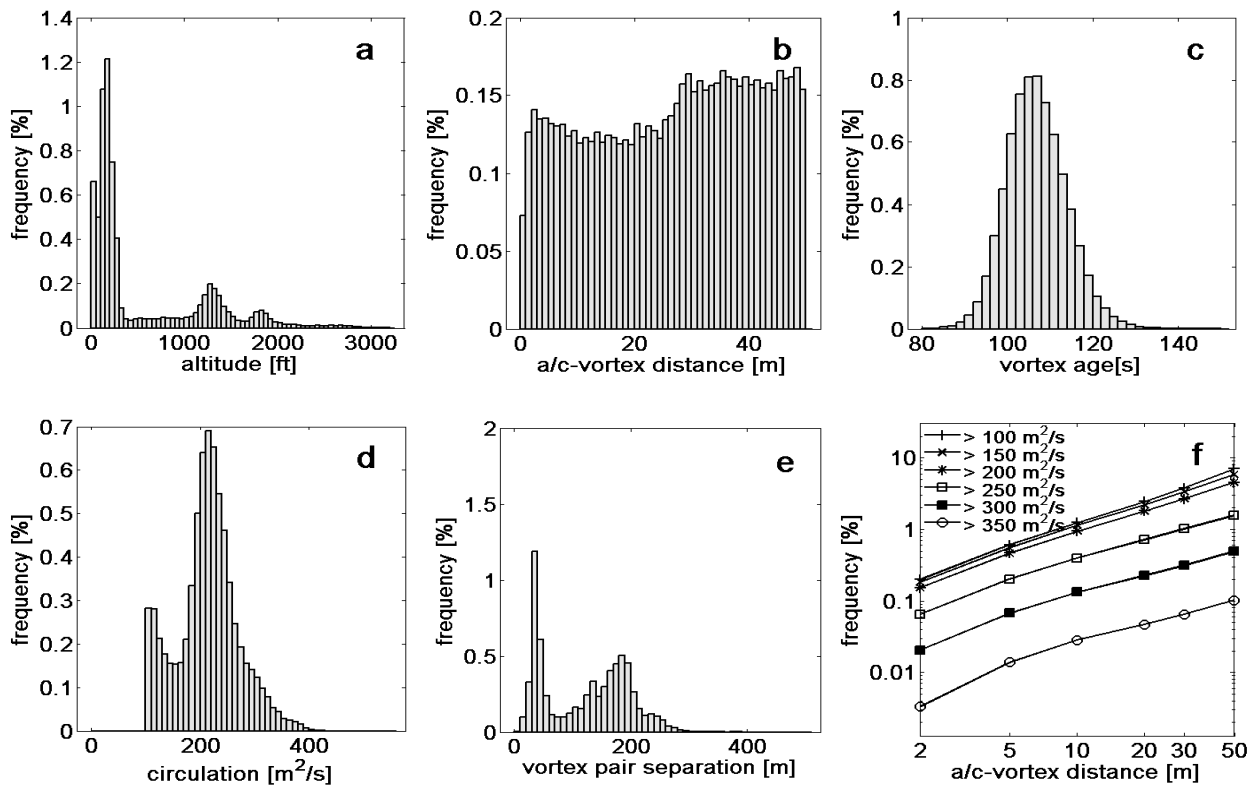 1.4
1.2
1
0.8
0.6
0.4
0.2
0
0 1000 2000 3000
frequency [%]
altitude [ft]
a
0.2
0.15
0.1
0.05
0
0 20 40
frequency [%]
a/c-vortex distance [m]
b
1
0.8
0.6
0.4
0.2
0
80 100 120 140
frequency [%]
vortex age[s]
c
0.7
0.6
0.5
0.4
0.3
0.2
0.1
0
0 200 400
frequency [%]
circulation [m²/s]
d
2
1.5
1
0.5
0
0 200 400
frequency [%]
vortex pair separation [m]
e
10
1
0.1
0.01
2 5 10 20 30 50
frequency [%]
a/c-vortex distance [m]
> 100 m²/s
> 150 m²/s
> 200 m²/s
> 250 m²/s
> 300 m²/s
> 350 m²/s
f